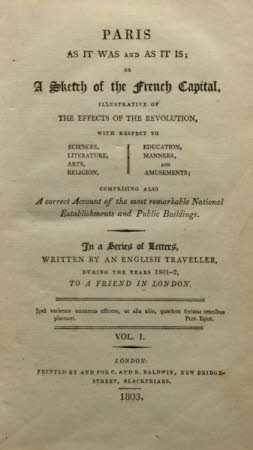 PARIS
AS IT WAS AND AS IT IS;
OR
A Sketch of the French Capital,
ILLUSTRATIVE OF
THE EFFECTS OF THE REVOLUTION,
WITH RESPECT TO
SCIENCES, EDUCATION,
LITERATURE, MANNERS,
ARTS, AND
RELIGION, AMUSEMENTS;
COMPRISING ALSO
A correct Account of the most remarkable National
Establishments and Public Buildings.
In a Series of Letters,
WRITTEN BY AN ENGLISH TRAVELLER,
DURING THE YEARS 1801-2,
TO A FRIEND IN LONDON.
Ipsâ varietate tentamus efficere, ut alia aliis, quædam fortasse omnibus
placeant. PLIN. Epist.
VOL. I.
LONDON:
PRINTED BY AND FOR C. AND R. BALDWIN, NEW BRIDGE-
STREET, BLACKFRIARS.
1803.